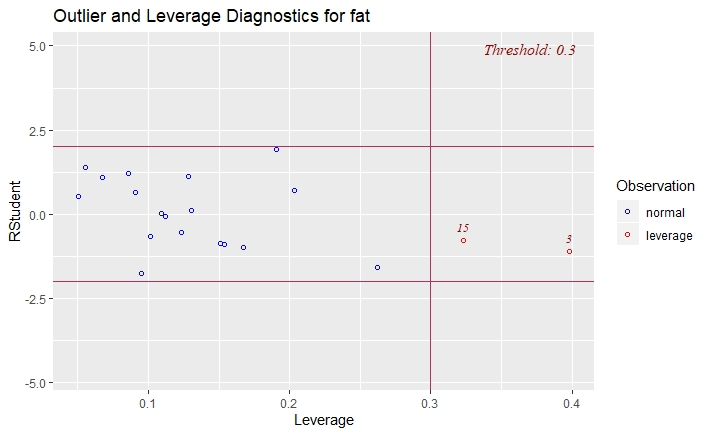 Outlier and Leverage Diagnostics for fat
Threshold: 0.3
5.0
2.5
0.0
-2.5
-5.0
RStudent
15
3
0.1
0.2
0.3
0.4
Leverage
Observation
normal
leverage